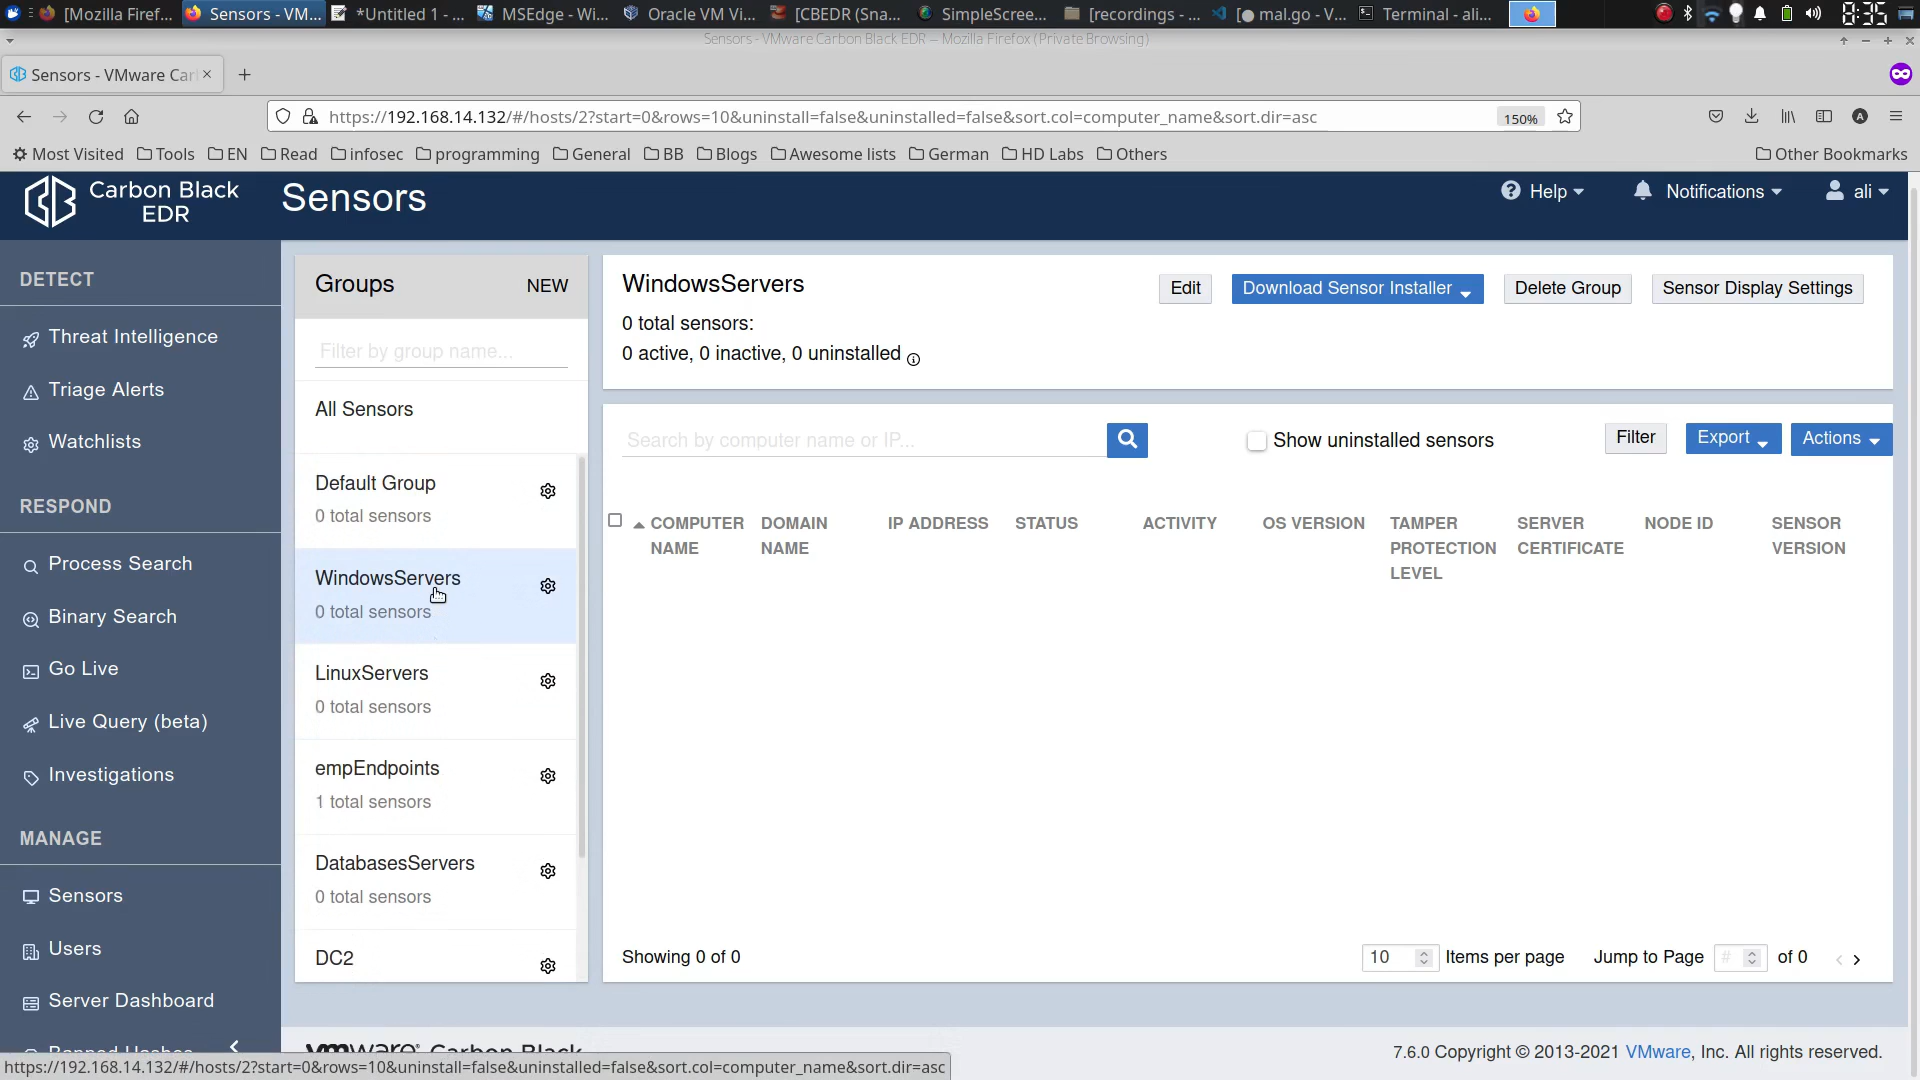 [Mozilla Firef...
Sensors - VM...
*Untitled 1 - ...
MSEdge - Wi...
Oracle VM Vi...
[CBEDR (Sna...
SimpleScree...
[recordings - ...
[● mal.go - V...
Terminal - ali...
8:35
Sensors - VMware Carbon Black EDR — Mozilla Firefox (Private Browsing)
Sensors - VMware Car
https://192.168.14.132/#/hosts/2?start=0&rows=10&uninstall=false&uninstalled=false&sort.col=computer_name&sort.dir=asc
150%
A
Most Visited
Tools
EN
Read
infosec
programming
General
BB
Blogs
Awesome lists
German
HD Labs
Others
Other Bookmarks
Carbon Black
EDR
Sensors
Help
Notifications
ali
DETECT
Threat Intelligence
Triage Alerts
Watchlists
RESPOND
Process Search
Binary Search
Go Live
Live Query (beta)
Investigations
MANAGE
Sensors
Users
Server Dashboard
Banned Hashes
Groups
NEW
Filter by group name...
All Sensors
Default Group
0 total sensors
WindowsServers
0 total sensors
LinuxServers
0 total sensors
empEndpoints
1 total sensors
DatabasesServers
0 total sensors
DC2
WindowsServers
Edit
Download Sensor Installer
Delete Group
Sensor Display Settings
0 total sensors:
0 active, 0 inactive, 0 uninstalled
Search by computer name or IP...
Show uninstalled sensors
Filter
Export
Actions
COMPUTER
NAME
DOMAIN
NAME
IP ADDRESS
STATUS
ACTIVITY
OS VERSION
TAMPER
PROTECTION
LEVEL
SERVER
CERTIFICATE
NODE ID
SENSOR
VERSION
Showing 0 of 0
10
Items per page
Jump to Page
#
of 0
vmware Carbon Black
7.6.0 Copyright © 2013-2021 VMware, Inc. All rights reserved.
https://192.168.14.132/#/hosts/2?start=0&rows=10&uninstall=false&uninstalled=false&sort.col=computer_name&sort.dir=asc